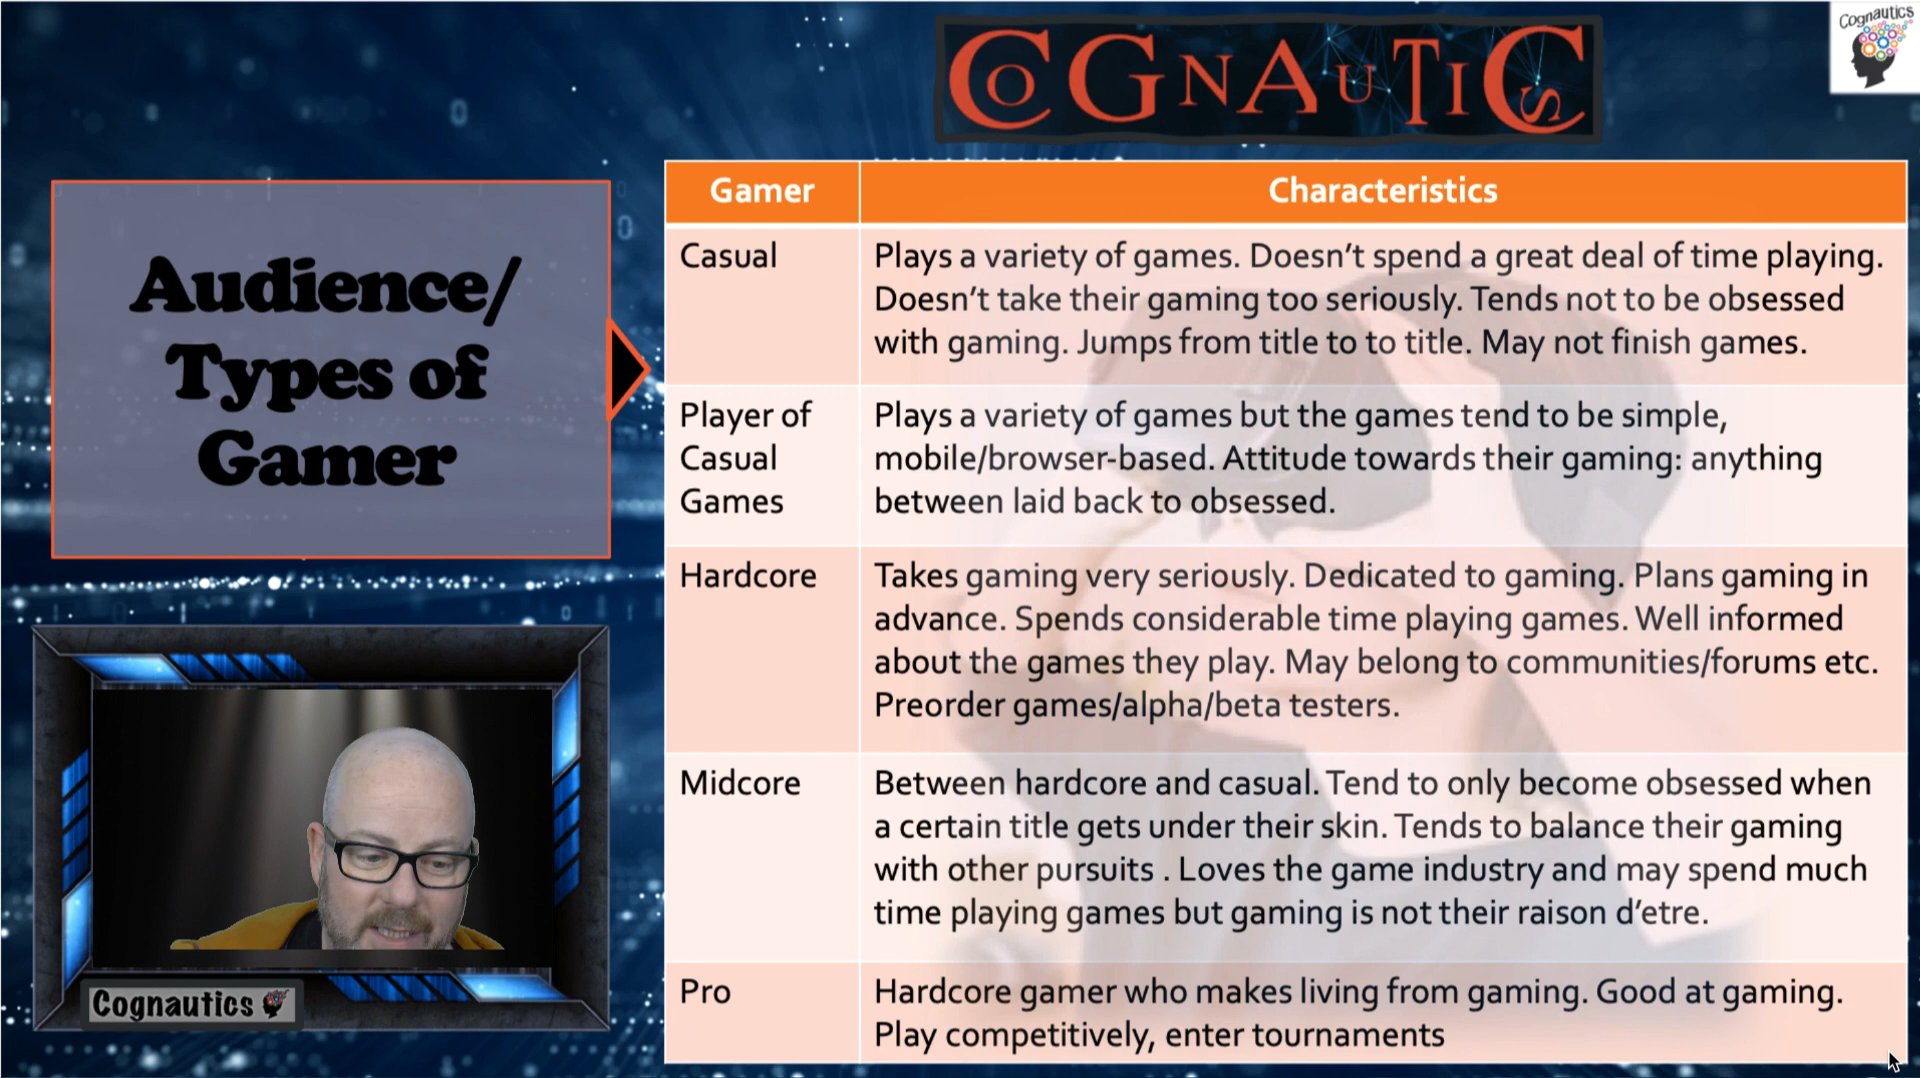 COGNAUTICS
Cognautics
Audience/
Types of
Gamer
Gamer
Characteristics
Casual
Plays a variety of games. Doesn’t spend a great deal of time playing.
Doesn’t take their gaming too seriously. Tends not to be obsessed
with gaming. Jumps from title to to title. May not finish games.
Player of
Casual
Games
Plays a variety of games but the games tend to be simple,
mobile/browser-based. Attitude towards their gaming: anything
between laid back to obsessed.
Hardcore
Takes gaming very seriously. Dedicated to gaming. Plans gaming in
advance. Spends considerable time playing games. Well informed
about the games they play. May belong to communities/forums etc.
Preorder games/alpha/beta testers.
Midcore
Between hardcore and casual. Tend to only become obsessed when
a certain title gets under their skin. Tends to balance their gaming
with other pursuits . Loves the game industry and may spend much
time playing games but gaming is not their raison d’etre.
Pro
Hardcore gamer who makes living from gaming. Good at gaming.
Play competitively, enter tournaments
Cognautics